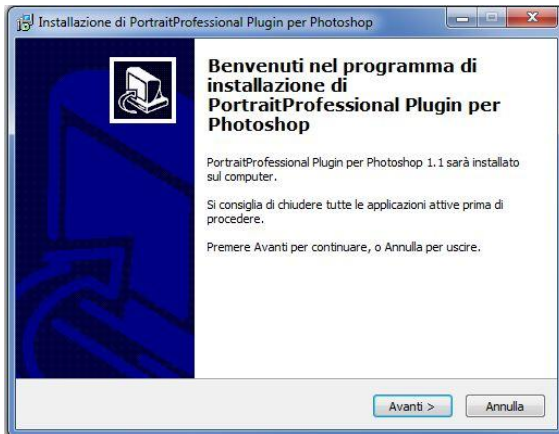 Installazione di PortraitProfessional Plugin per Photoshop
Benvenuti nel programma di
installazione di
PortraitProfessional Plugin per
Photoshop
PortraitProfessional Plugin per Photoshop 1.1 sarà installato
sul computer.
Si consiglia di chiudere tutte le applicazioni attive prima di
procedere.
Premere Avanti per continuare, o Annulla per uscire.
Avanti >
Annulla